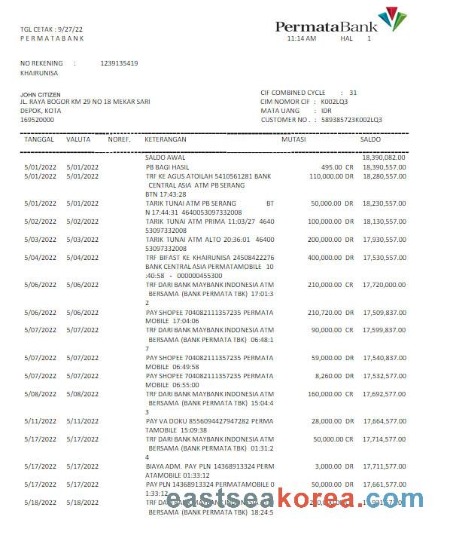 PermataBank
TGL CETAK : 9/27/22 11:14 AM HAL 1
P E R M A T A B A N K
NO REKENING : 1239135419
KHAIRUNISA
JOHN CITIZEN CIF COMBINED CYCLE : 31
JL. RAYA BOGOR KM 29 NO 18 MEKAR SARI CIM NOMOR CIF : K002LQ3
DEPOK, KOTA MATA UANG : IDR
169520000 CUSTOMER NO. : 589385723K002LQ3
TANGGAL VALUTA NOREF. KETERANGAN MUTASI SALDO
SALDO AWAL 18,390,082.00
5/01/2022 5/01/2022 PB BAGI HASIL 495.00 CR 18,390,557.00
5/01/2022 5/01/2022 TRF KE AGUS ATOILAH 5410561281 BANK 110,000.00 DR 18,280,557.00
CENTRAL ASIA ATM PB SERANG
BTN 17:43:28
5/01/2022 5/01/2022 TARIK TUNAI ATM PB SERANG BT 50,000.00 DR 18,230,557.00
N 17:44:31 4640053097332008
5/02/2022 5/02/2022 TARIK TUNAI ATM PRIMA 11:03/27 4640 100,000.00 DR 18,130,557.00
53097332008
5/03/2022 5/03/2022 TARIK TUNAI ATM ALTO 20:36:01 46400 200,000.00 DR 17,930,557.00
53097332008
5/04/2022 5/04/2022 TRF BIFAST KE KHAIRUNISA 24508422276 400,000.00 DR 17,530,557.00
BANK CENTRAL ASIA PERMATAMOBILE 10
:40:58 - 000000455300
5/06/2022 5/06/2022 TRF DARI BANK MAYBANK INDONESIA ATM 210,000.00 CR 17,720,000.00
BERSAMA (BANK PERMATA TBK) 17:01:3
2
5/06/2022 5/06/2022 PAY SHOPEE 704082111357235 PERMATA 210,720.00 DR 17,509,837.00
MOBILE 17:04:06
5/07/2022 5/07/2022 TRF DARI BANK MAYBANK INDONESIA ATM 90,000.00 CR 17,599,837.00
BERSAMA (BANK PERMATA TBK) 06:48:1
7
5/07/2022 5/07/2022 PAY SHOPEE 704082111357235 PERMATA 59,000.00 DR 17,540,837.00
MOBILE 06:49:58
5/07/2022 5/07/2022 PAY SHOPEE 704082111357235 PERMATA 8,260.00 DR 17,532,577.00
MOBILE 06:55:00
5/08/2022 5/08/2022 TRF DARI BANK MAYBANK INDONESIA ATM 160,000.00 CR 17,692,577.00
BERSAMA (BANK PERMATA TBK) 15:04:4
3
5/11/2022 5/11/2022 PAY VA DOKU 8556094427947282 PERMA 28,000.00 DR 17,664,577.00
TAMOBILE 15:09:38
5/17/2022 5/17/2022 TRF DARI BANK MAYBANK INDONESIA ATM 50,000.00 CR 17,714,577.00
BERSAMA (BANK PERMATA TBK) 01:31:2
4
5/17/2022 5/17/2022 BIAYA ADM. PAY PLN 14368913324 PERM 3,000.00 DR 17,711,577.00
ATAMOBILE 01:33:12
5/17/2022 5/17/2022 PAY PLN 14368913324 PERMATAMOBILE 0 50,000.00 DR 17,661,577.00
1:33:12
5/18/2022 5/18/2022 TRF DARI BANK MAYBANK INDONESIA ATM
BERSAMA (BANK PERMATA TBK) 18:24:5
eastseakorea.com